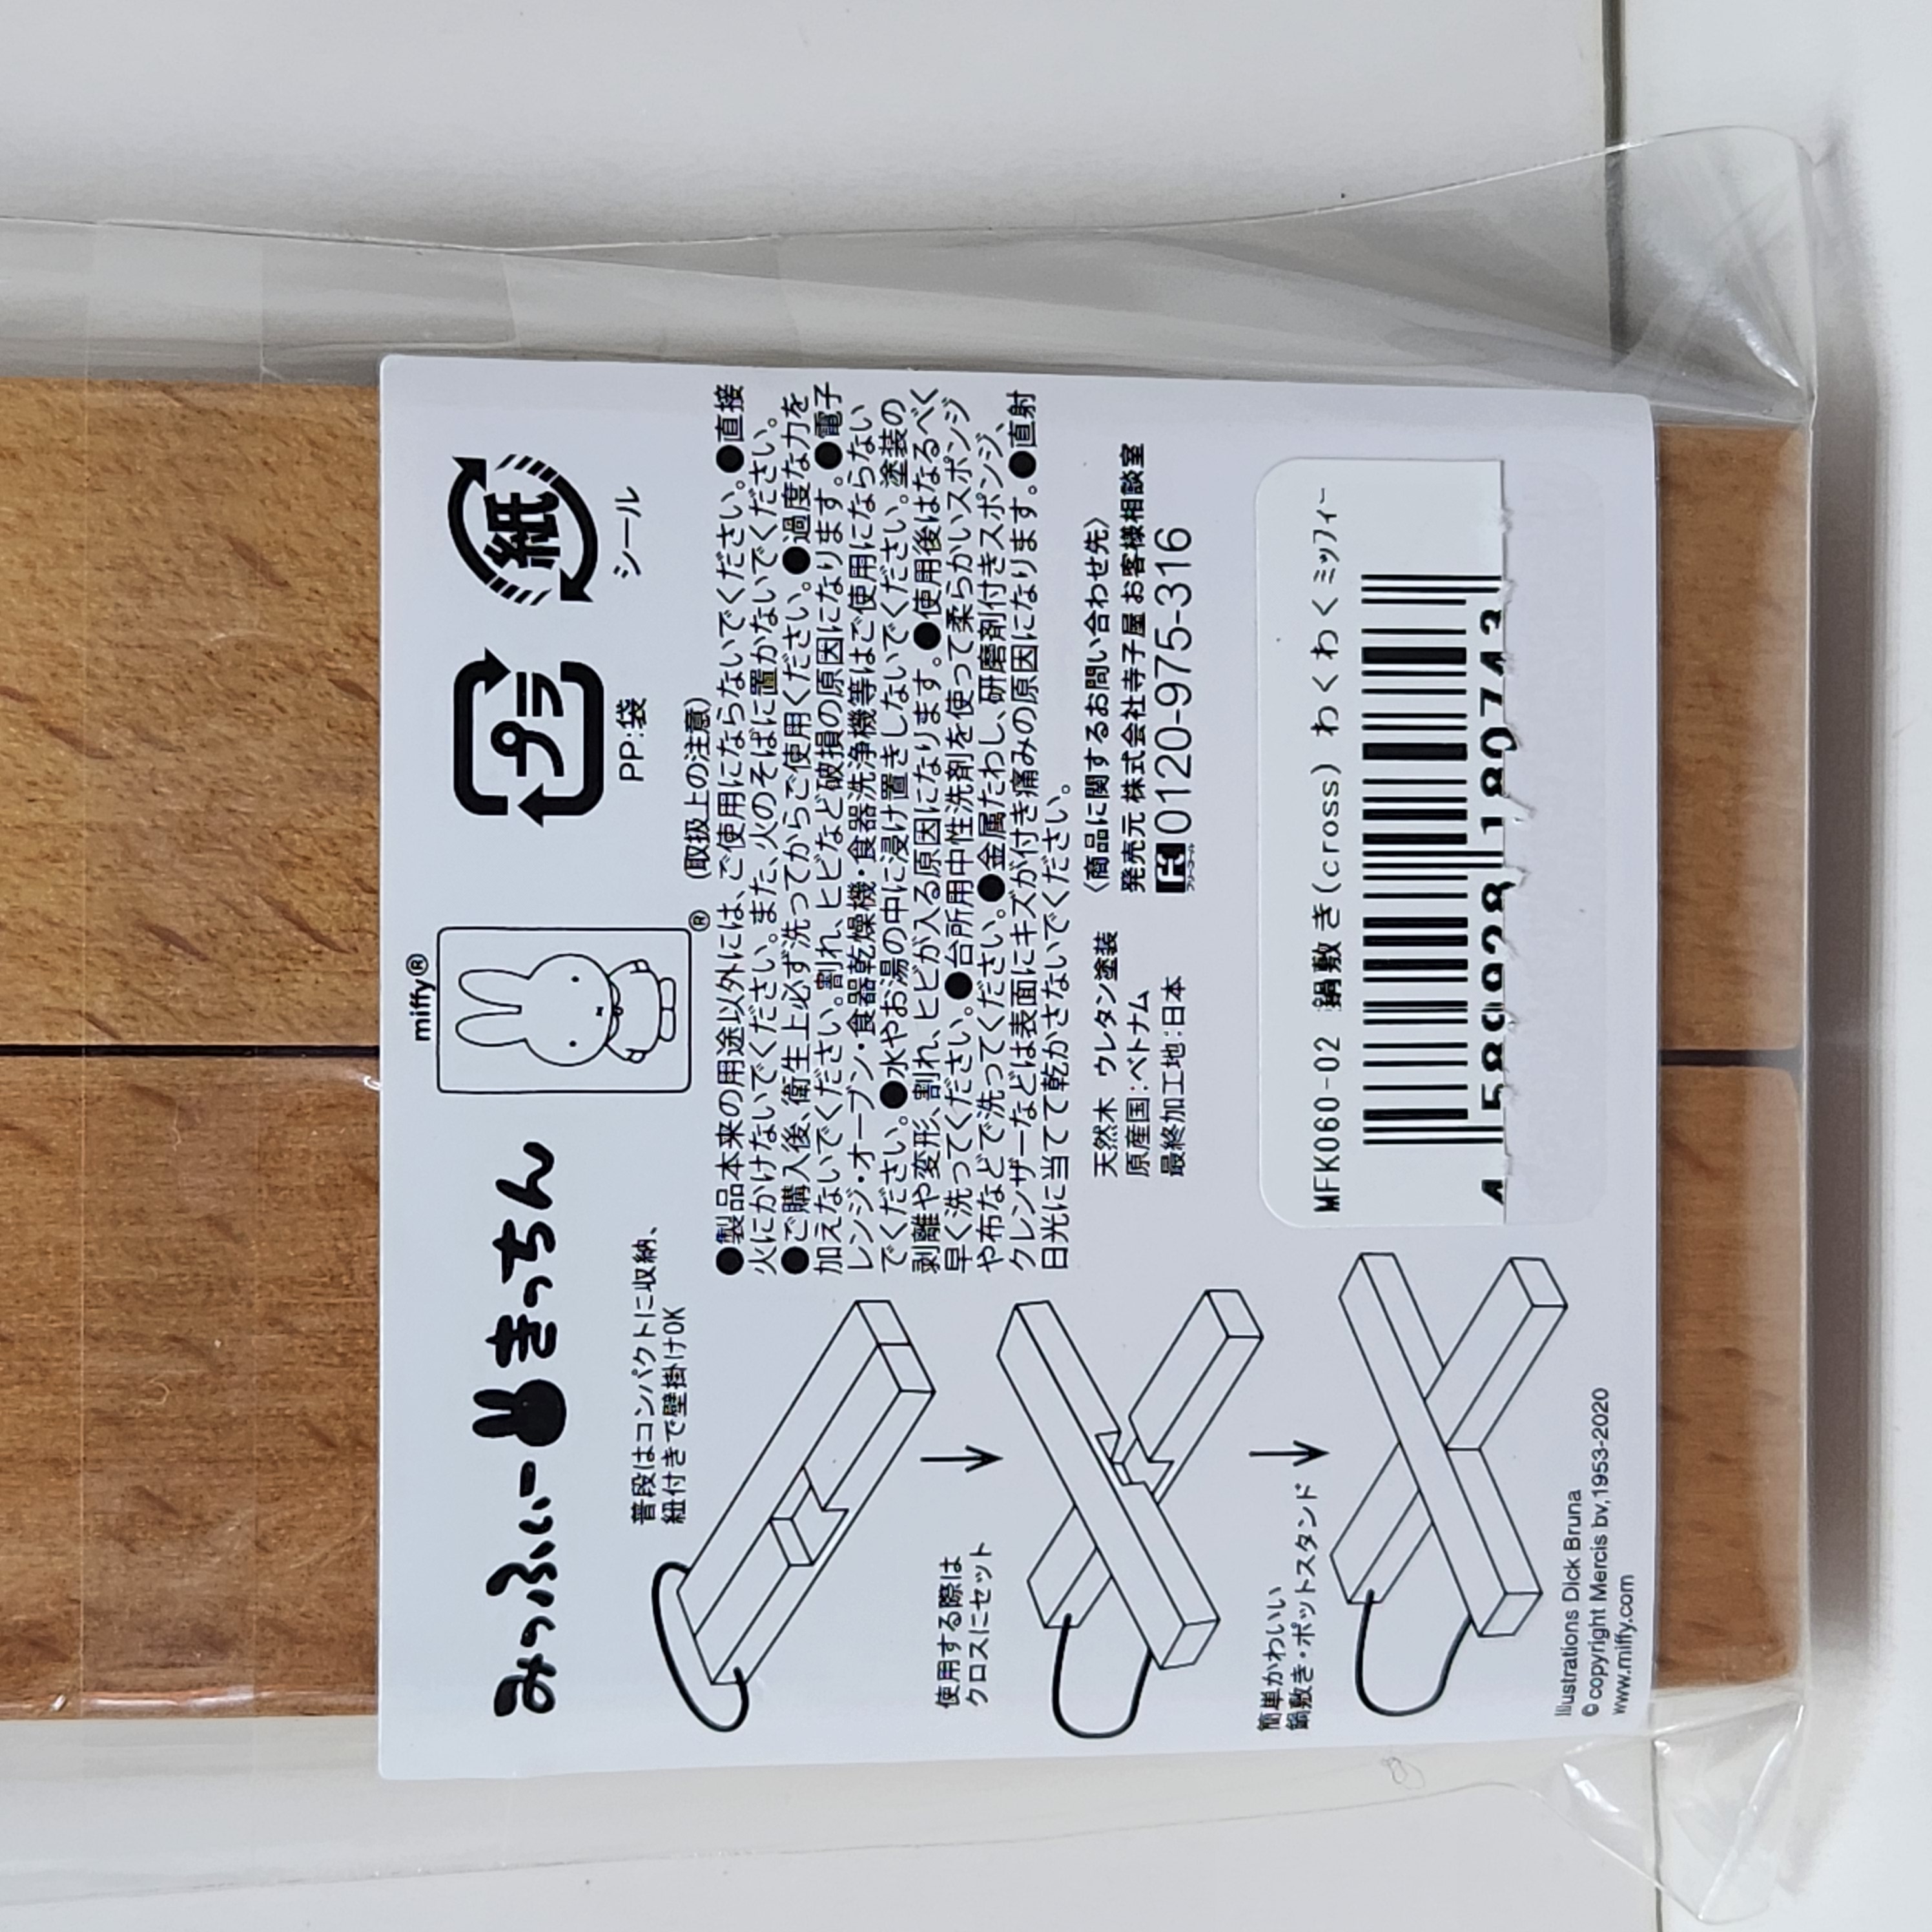 みっふぃー きっちん
miffy®
®
プラ
PP:袋
紙
シール
普段はコンパクトに収納、
紐付きで壁掛けOK
使用する際は
クロスにセット
簡単かわいい
鍋敷き・ポットスタンド
(取扱上の注意)
●製品本来の用途以外には、ご使用にならないでください。●直接
火にかけないでください。また、火のそばに置かないでください。
●ご購入後、衛生上必ず洗ってからご使用ください。●過度な力を
加えないでください。割れ、ヒビなど破損の原因になります。●電子
レンジ・オーブン・食器乾燥機・食器洗浄機等はご使用にならない
でください。●水やお湯の中に浸け置きしないでください。塗装の
剥離や変形、割れ、ヒビが入る原因になります。●使用後はなるべく
早く洗ってください。●台所用中性洗剤を使って柔らかいスポンジ
や布などで洗ってください。●金属たわし、研磨剤付きスポンジ、
クレンザーなどは表面にキズが付き痛みの原因になります。●直射
日光に当てて乾かさないでください。
天然木 ウレタン塗装
原産国:ベトナム
最終加工地:日本
〈商品に関するお問い合わせ先〉
発売元 株式会社寺子屋 お客様相談室
フリーコール 0120-975-316
MFK060-02 鍋敷き(cross) わくわくミッフィー
4 580928 180743
Illustrations Dick Bruna
© copyright Mercis bv,1953-2020
www.miffy.com